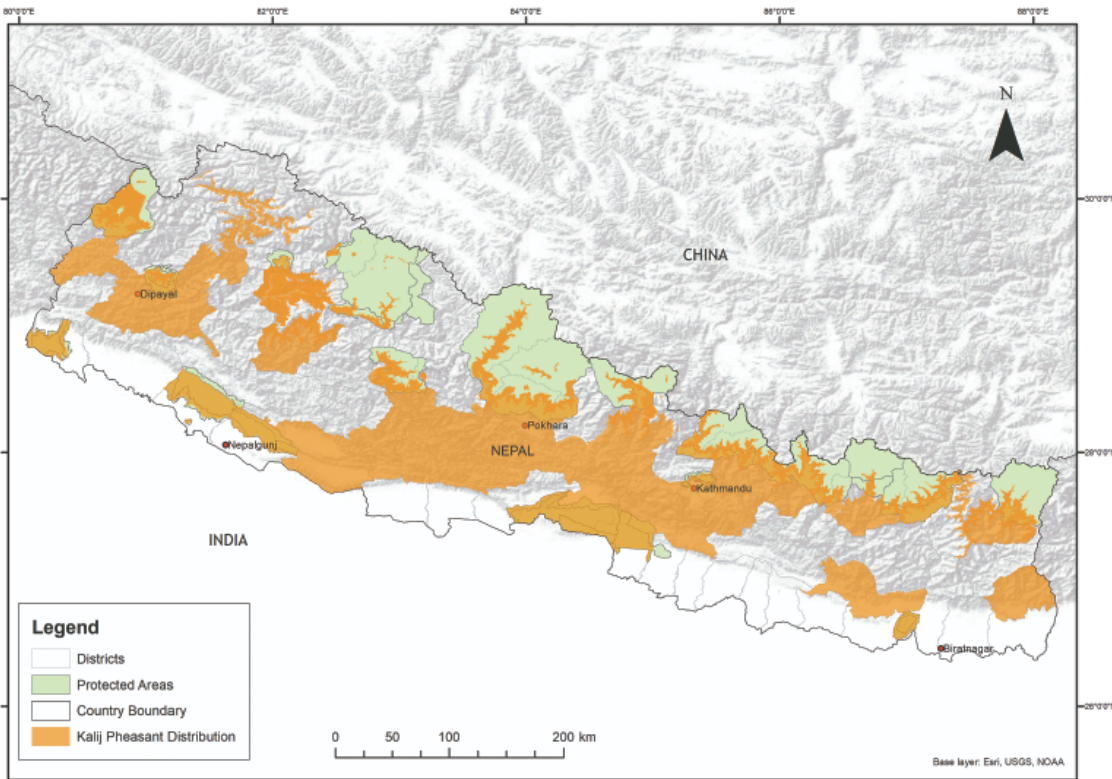 80°0'0"E 82°0'0"E 84°0'0"E 86°0'0"E 88°0'0"E
N
30°0'0"N
CHINA
Dipayal
Pokhara
NEPAL
28°0'0"N
Nepalgunj
Kathmandu
INDIA
Biratnagar
26°0'0"N
Legend
Districts
Protected Areas
Country Boundary
Kalij Pheasant Distribution
0 50 100 200 km
Base layer: Esri, USGS, NOAA